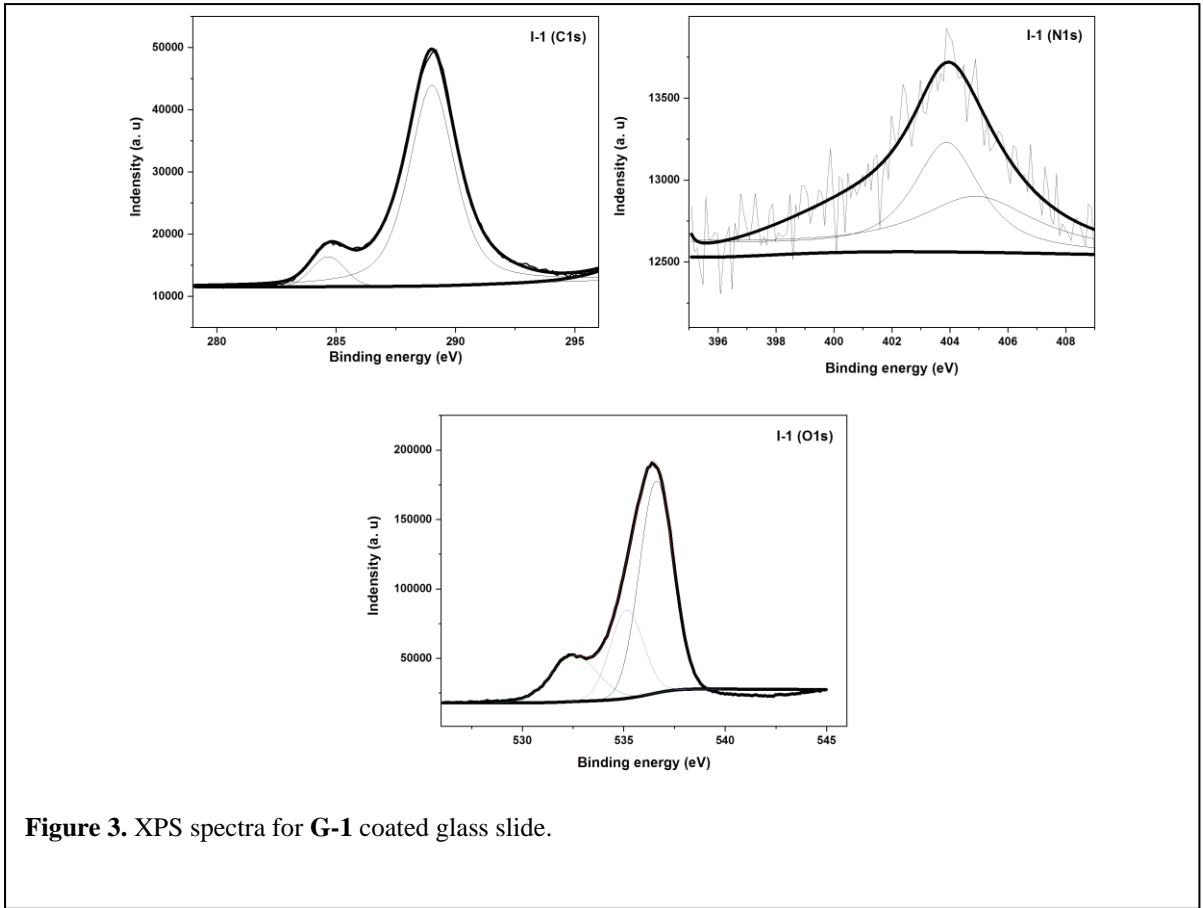 I-1 (C1s)
50000
40000
30000
20000
10000
Indensity (a. u)
280 285 290 295
Binding energy (eV)
I-1 (N1s)
13500
13000
12500
Indensity (a. u)
396 398 400 402 404 406 408
Binding energy (eV)
I-1 (O1s)
200000
150000
100000
50000
Indensity (a. u)
530 535 540 545
Binding energy (eV)
Figure 3. XPS spectra for G-1 coated glass slide.